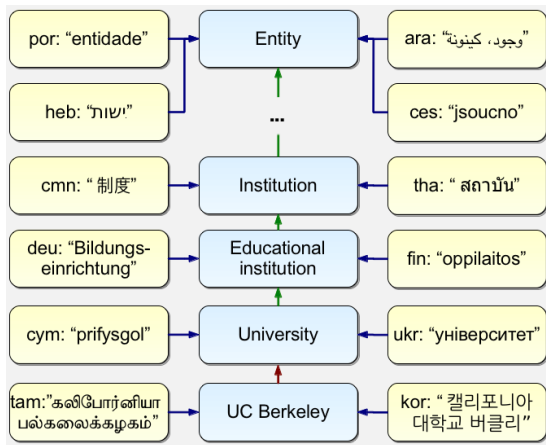 por: “entidade”
Entity
ara: “وجود، كينونة”
heb: “ישות”
...
ces: “jsoucno”
cmn: “ 制度”
Institution
tha: “ สถาบัน”
deu: “Bildungs-
einrichtung”
Educational
institution
fin: “oppilaitos”
cym: “prifysgol”
University
ukr: “університет”
tam:“கலிபோர்னியா
பல்கலைக்கழகம்”
UC Berkeley
kor: “ 캘리포니아
대학교 버클리”